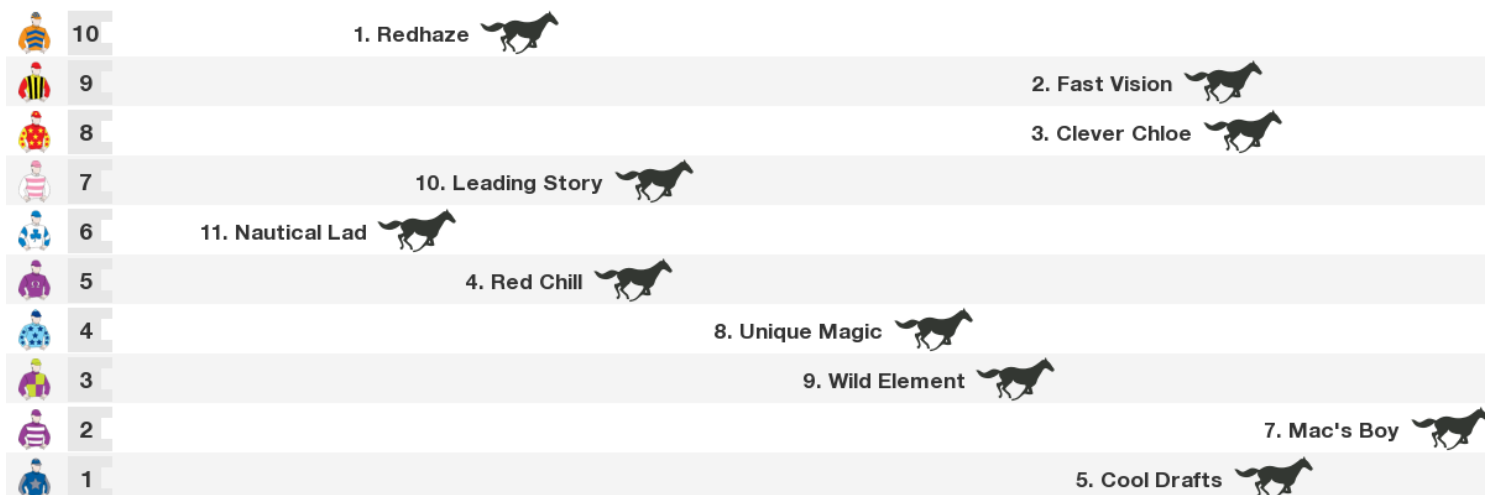 10 1. Redhaze
9 2. Fast Vision
8 3. Clever Chloe
7 10. Leading Story
6 11. Nautical Lad
5 4. Red Chill
4 8. Unique Magic
3 9. Wild Element
2 7. Mac's Boy
1 5. Cool Drafts